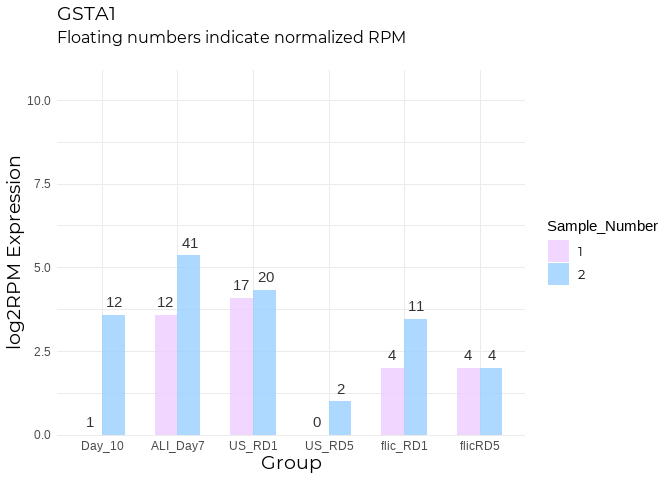 GSTA1
Floating numbers indicate normalized RPM
log2RPM Expression
10.0
7.5
5.0
2.5
0.0
1
12
12
41
17
20
0
2
4
11
4
4
Day_10
ALI_Day7
US_RD1
US_RD5
flic_RD1
flicRD5
Group
Sample_Number
1
2